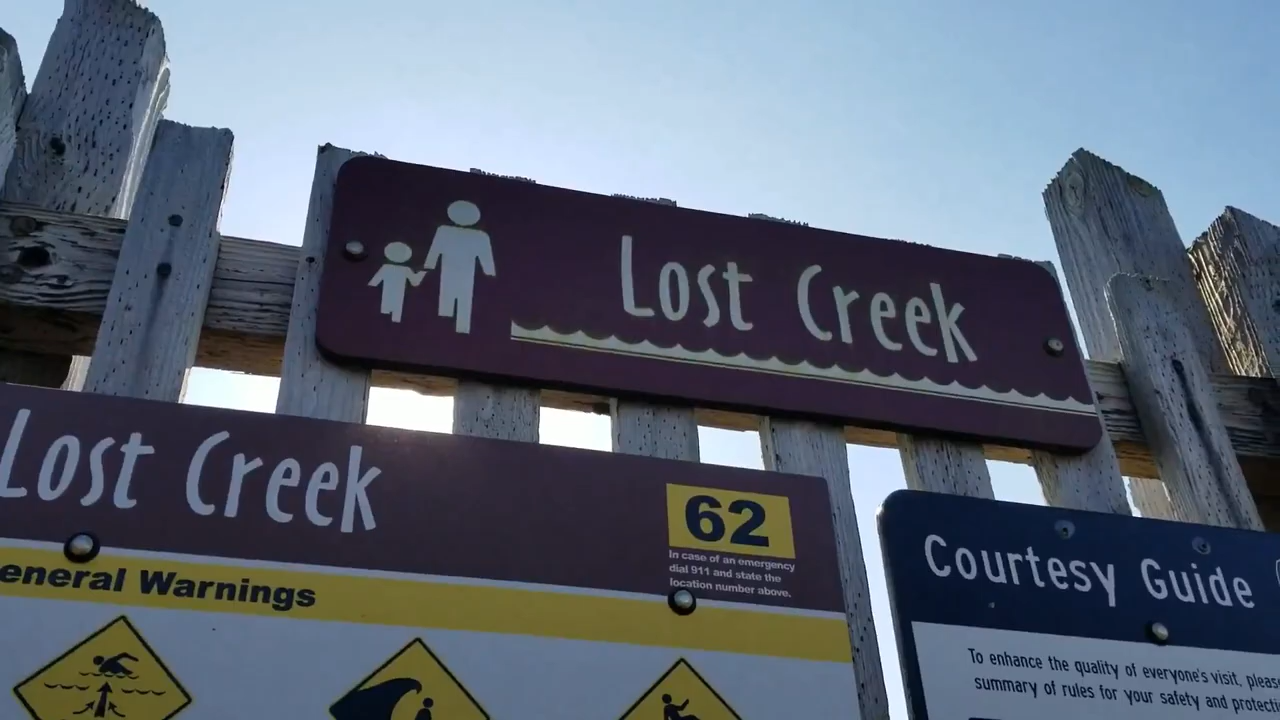 Lost Creek
Lost Creek
62
In case of an emergency
dial 911 and state the
location number above.
eneral Warnings
Courtesy Guide
To enhance the quality of everyone's visit, please
summary of rules for your safety and protecti